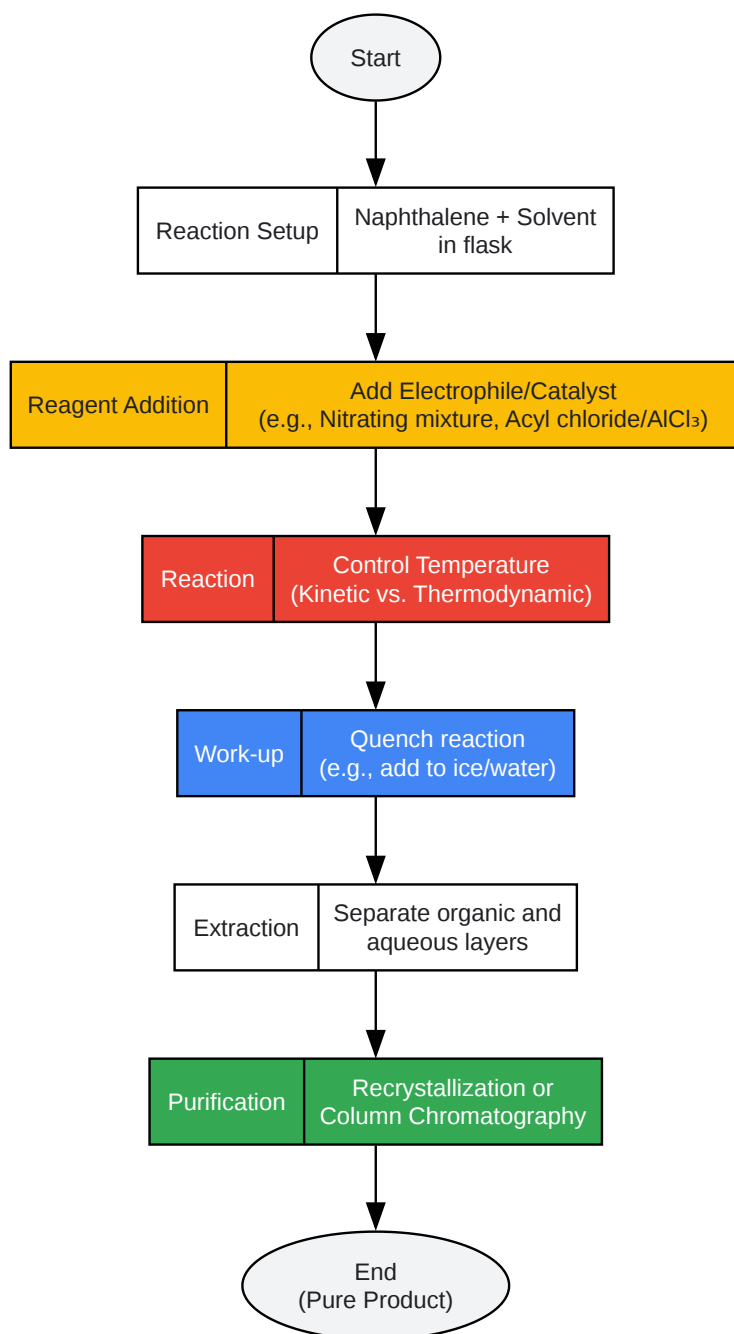 Start
Reaction Setup
Naphthalene + Solvent
in flask
Reagent Addition
Add Electrophile/Catalyst
(e.g., Nitrating mixture, Acyl chloride/AlCl₃)
Reaction
Control Temperature
(Kinetic vs. Thermodynamic)
Work-up
Quench reaction
(e.g., add to ice/water)
Extraction
Separate organic and
aqueous layers
Purification
Recrystallization or
Column Chromatography
End
(Pure Product)